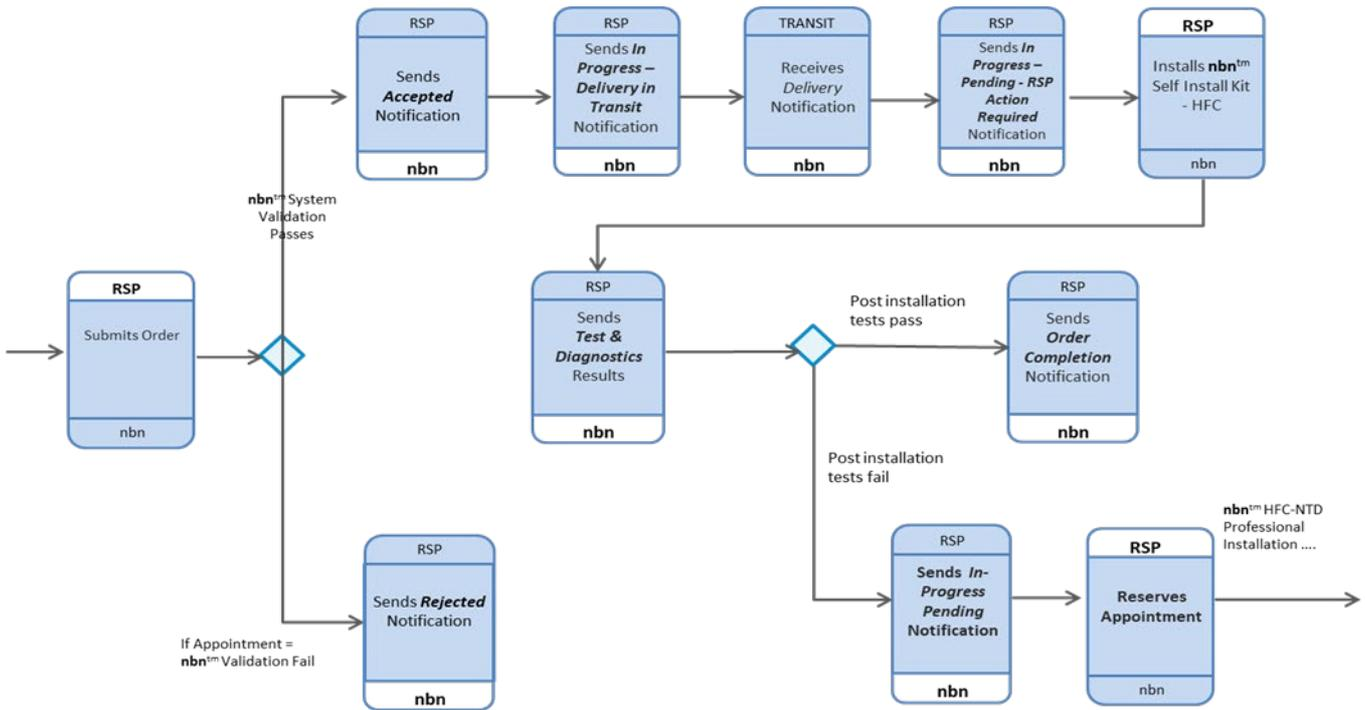 RSP
Sends
Accepted
Notification
nbn
RSP
Sends In
Progress –
Delivery in
Transit
Notification
nbn
TRANSIT
Receives
Delivery
Notification
nbn
RSP
Sends In
Progress –
Pending - RSP
Action
Required
Notification
nbn
RSP
Installs nbn™
Self Install Kit
- HFC
nbn
nbn™ System
Validation
Passes
RSP
Submits Order
nbn
RSP
Sends
Test &
Diagnostics
Results
nbn
Post installation
tests pass
RSP
Sends
Order
Completion
Notification
nbn
Post installation
tests fail
RSP
Sends Rejected
Notification
nbn
If Appointment =
nbn™ Validation Fail
RSP
Sends In-
Progress
Pending
Notification
nbn
RSP
Reserves
Appointment
nbn
nbn™ HFC-NTD
Professional
Installation ....